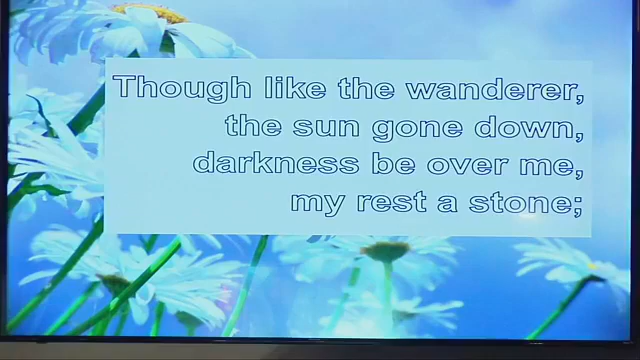 Though like the wanderer,
the sun gone down,
darkness be over me,
my rest a stone;